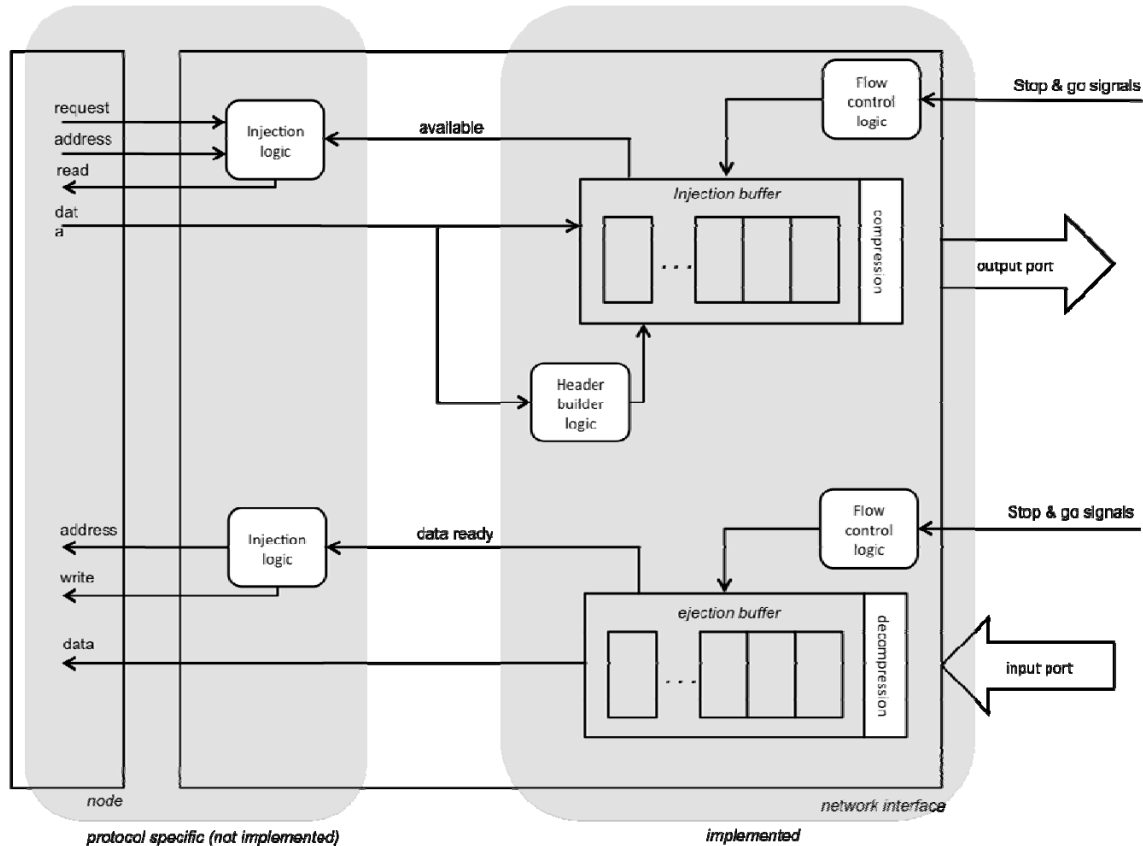 Flow
control
logic
Stop & go signals
request
address
read
dat
a
Injection
logic
available
Injection buffer
...
compression
output port
Header
builder
logic
Flow
control
logic
Stop & go signals
address
write
data
Injection
logic
data ready
ejection buffer
....
decompression
input port
node
network interface
protocol specific (not implemented)
implemented